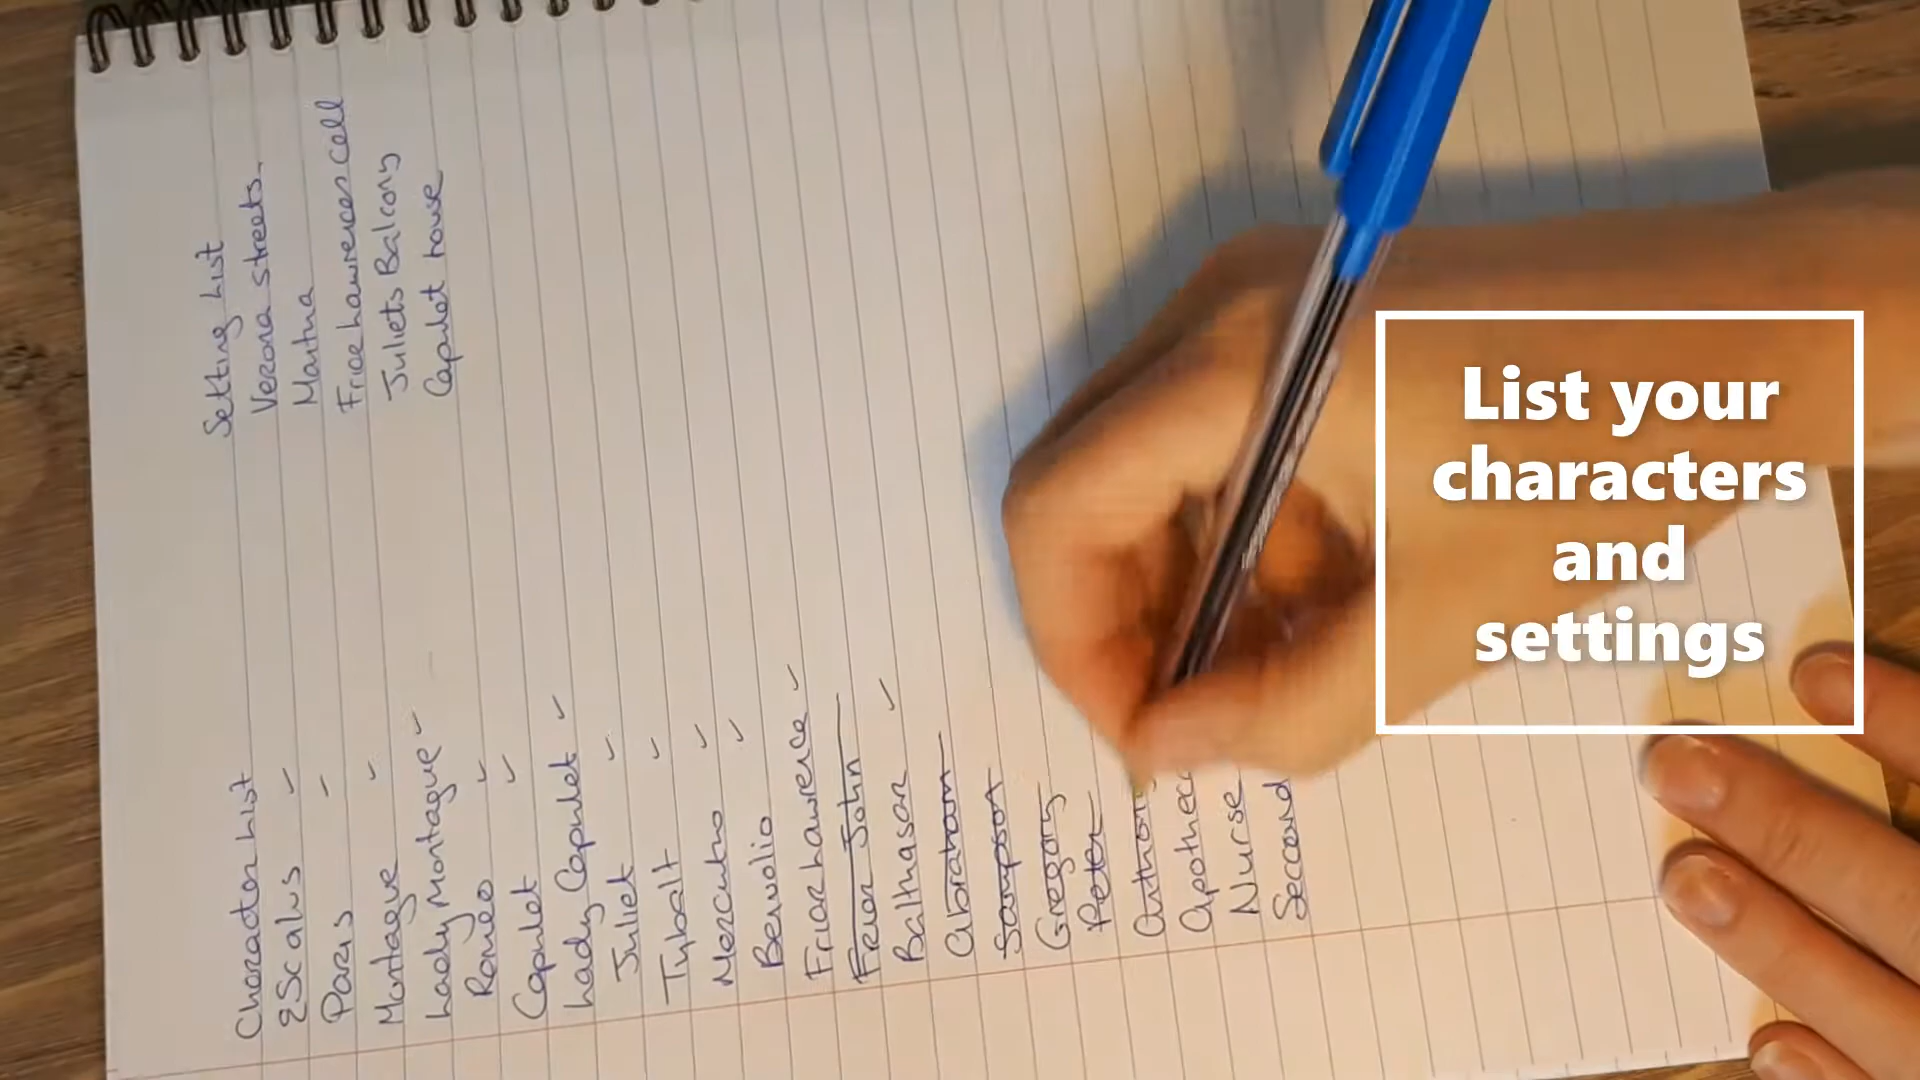 Setting List
Verona Streets.
Mantua
Friar Lawrences Cell
Juliets Balcony
Capulet house
Character List
Escalus ✓
Paris ✓
Montague ✓
Lady Montague ✓
Romeo ✓
Capulet ✓
Lady Capulet ✓
Juliet ✓
Tybalt ✓
Mercutio ✓
Benvolio ✓
Friar Lawrence ✓
Friar John
Balthasar ✓
Abraham
Sampson
Gregory
Peter
Nurse
Second
List your
characters
and
settings